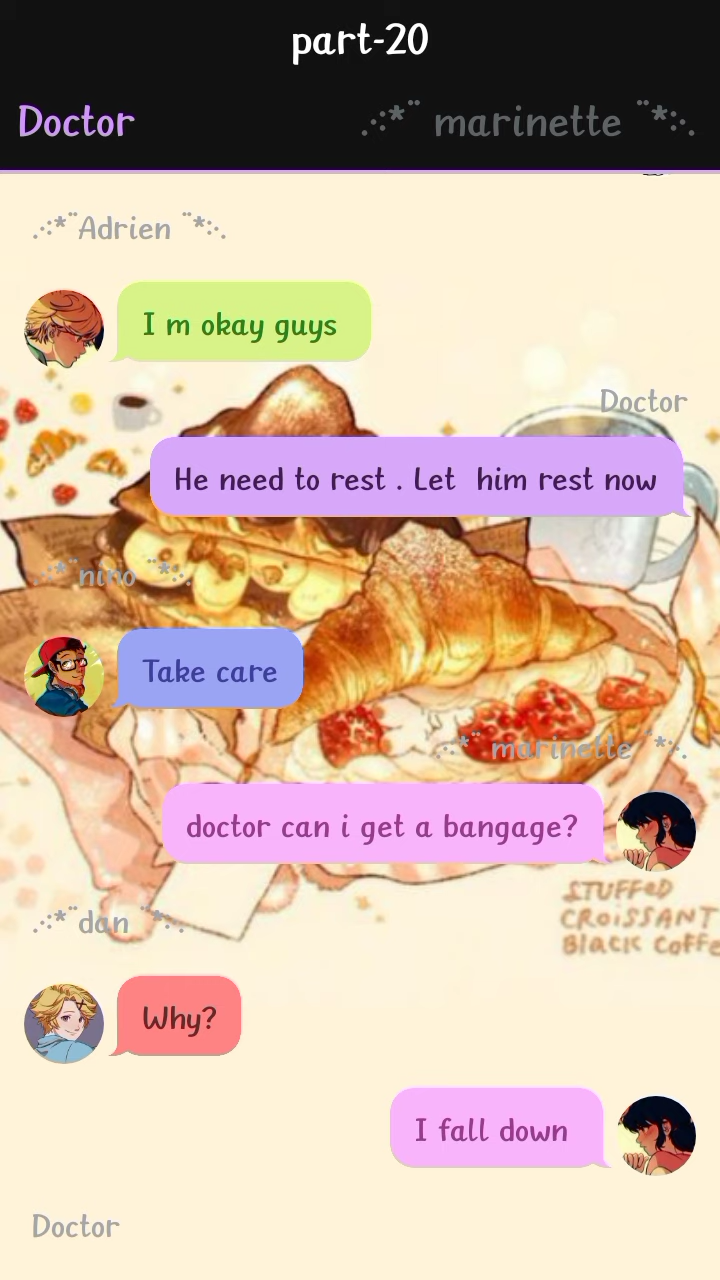 part-20
Doctor
.·:*¨ marinette ¨*:·.
.·:*¨Adrien ¨*:·.
I m okay guys
Doctor
He need to rest . Let  him rest now
.·:*¨nino ¨*:·.
Take care
.·:*¨ marinette ¨*:·.
doctor can i get a bangage?
STUFFED
CROISSANT
BLACK COFFE
.·:*¨dan ¨*:·.
Why?
I fall down
Doctor